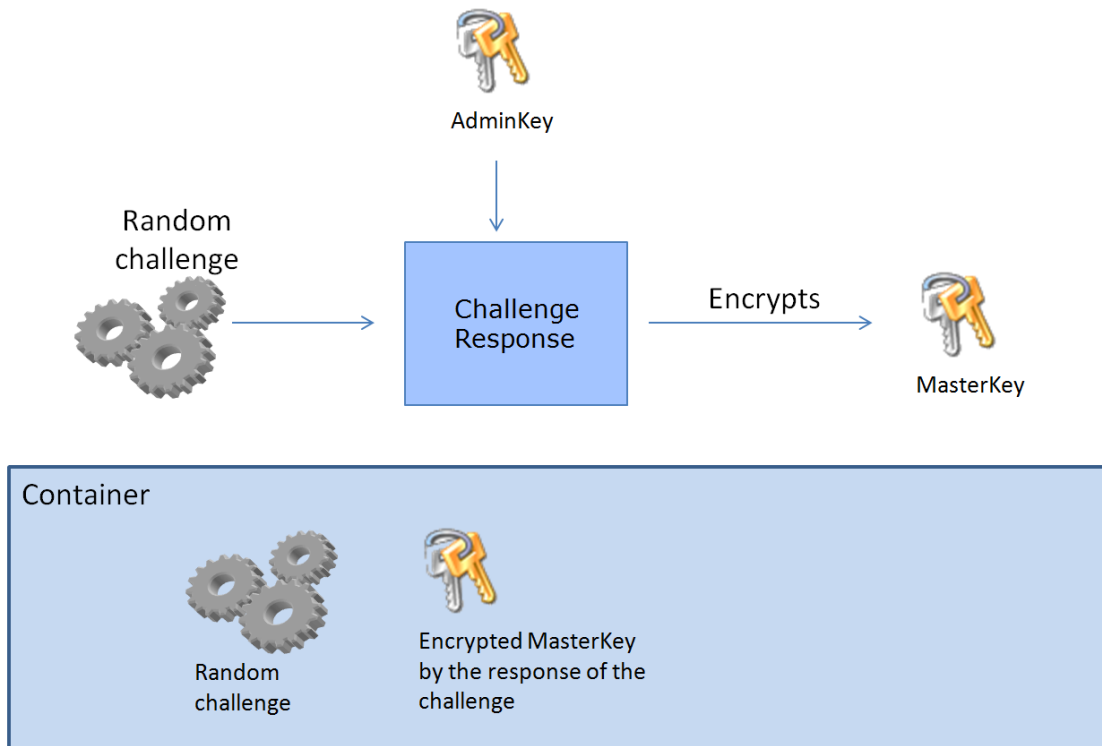 AdminKey
Random
challenge
Challenge
Response
Encrypts
MasterKey
Container
Random
challenge
Encrypted MasterKey
by the response of the
challenge